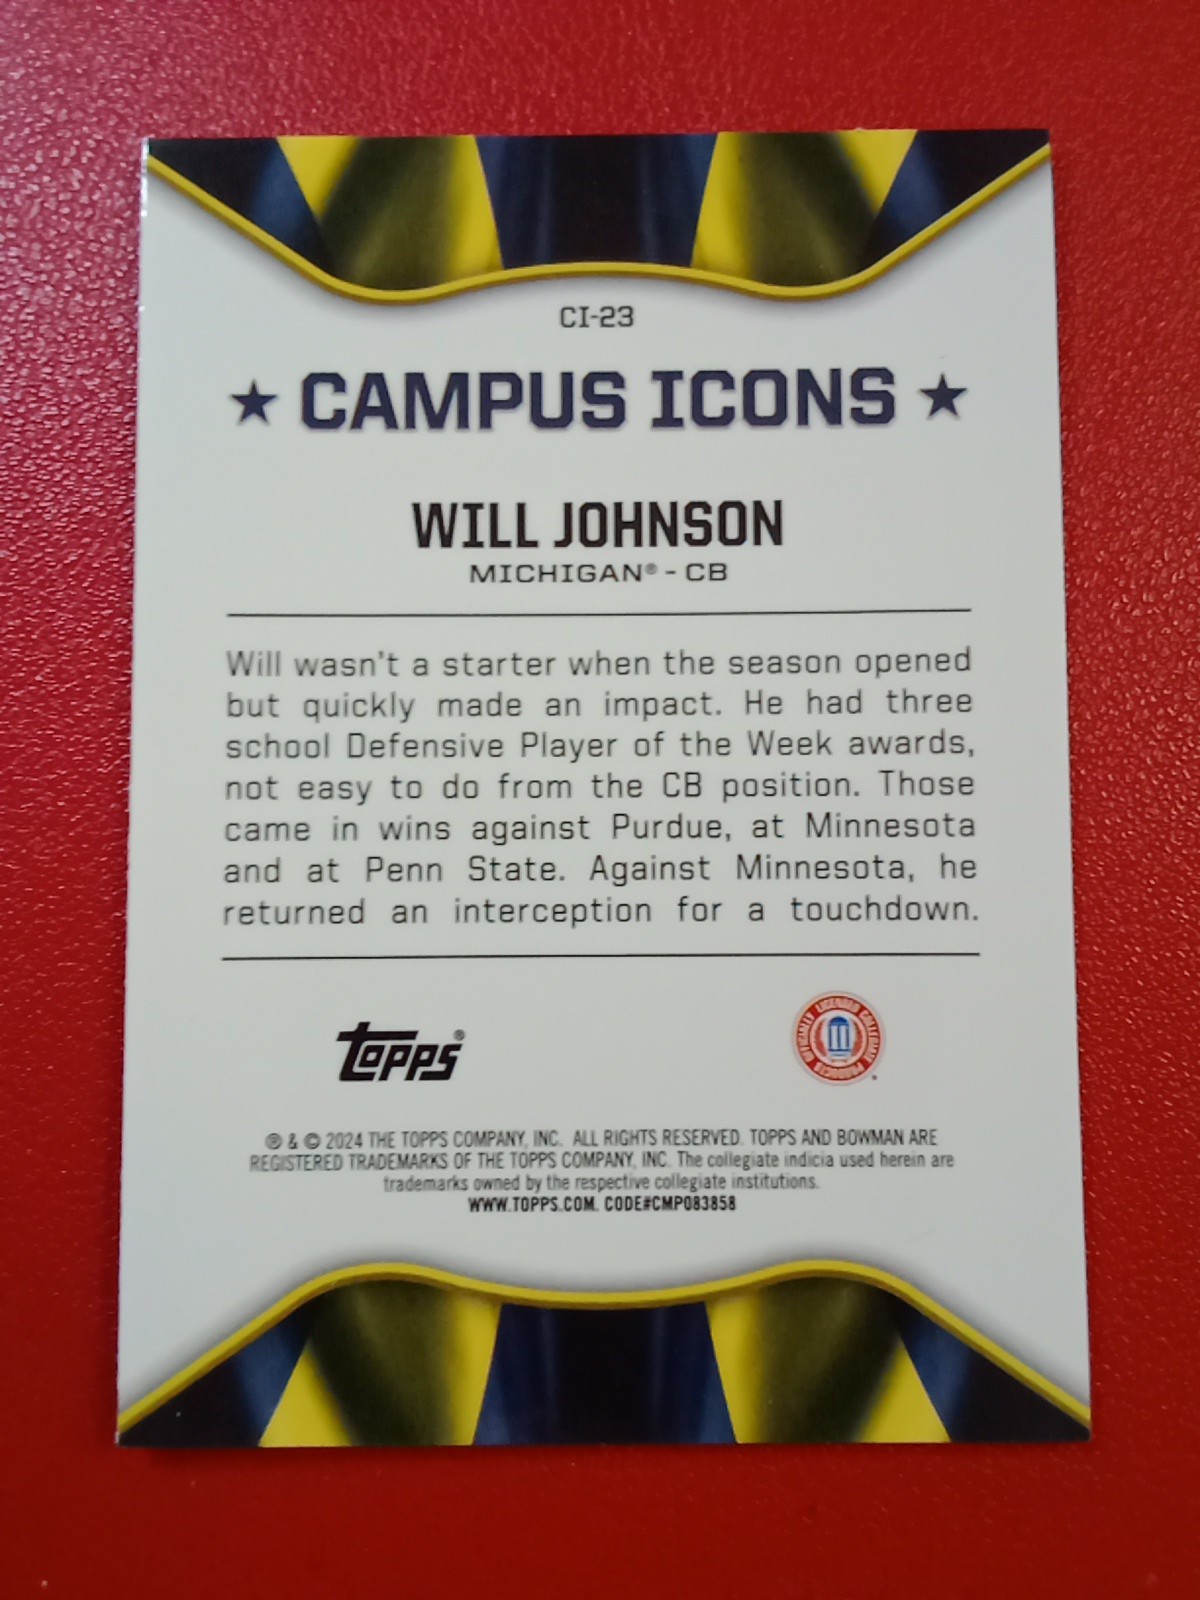 CI-23
★ CAMPUS ICONS ★
WILL JOHNSON
MICHIGAN® - CB
Will wasn't a starter when the season opened
but quickly made an impact. He had three
school Defensive Player of the Week awards,
not easy to do from the CB position. Those
came in wins against Purdue, at Minnesota
and at Penn State. Against Minnesota, he
returned an interception for a touchdown.
Topps®
OFFICIALLY LICENSED COLLEGIATE PRODUCTS
® & © 2024 THE TOPPS COMPANY, INC. ALL RIGHTS RESERVED. TOPPS AND BOWMAN ARE
REGISTERED TRADEMARKS OF THE TOPPS COMPANY, INC. The collegiate indicia used herein are
trademarks owned by the respective collegiate institutions.
WWW.TOPPS.COM. CODE#CMP083858